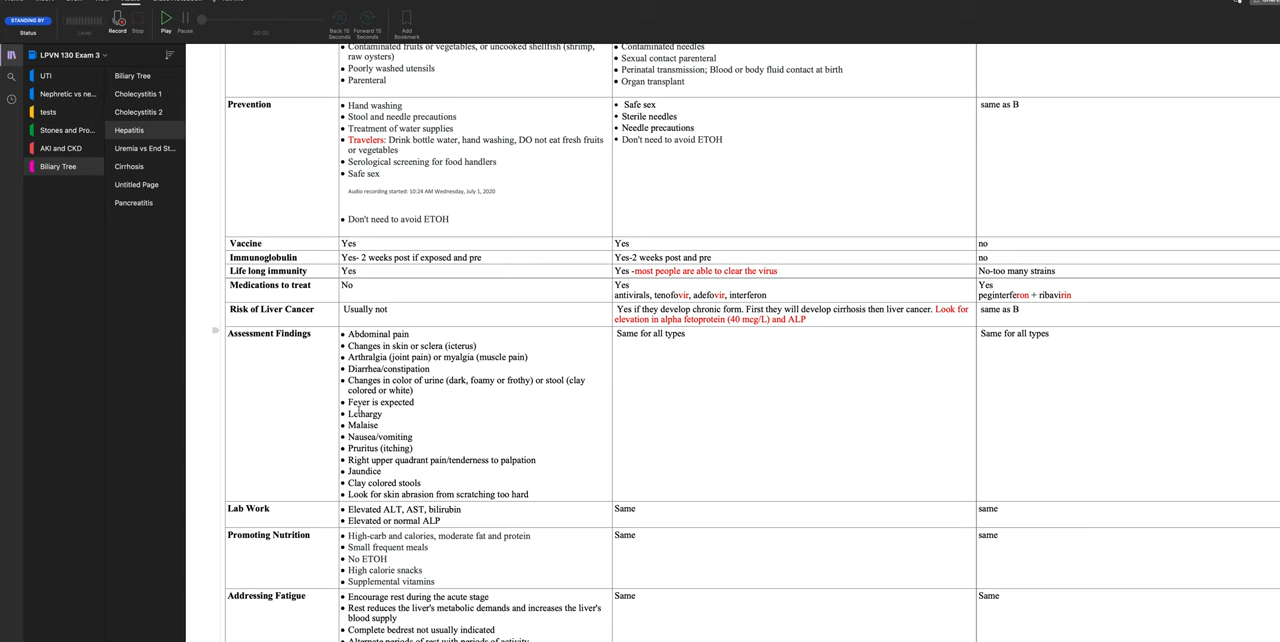 STANDING BY
Status
Level
Record
Stop
Play
Pause
00:00
Back 15
Seconds
Forward 15
Seconds
Add
Bookmark
LPVN 130 Exam 3
UTI
Nephretic vs ne...
tests
Stones and Pro...
AKI and CKD
Biliary Tree
Biliary Tree
Cholecystitis 1
Cholecystitis 2
Hepatitis
Uremia vs End St...
Cirrhosis
Untitled Page
Pancreatitis
• Contaminated fruits or vegetables, or uncooked shellfish (shrimp,
raw oysters)
• Poorly washed utensils
• Parenteral
• Contaminated needles
• Sexual contact parenteral
• Perinatal transmission; Blood or body fluid contact at birth
• Organ transplant
Prevention
• Hand washing
• Stool and needle precautions
• Treatment of water supplies
• Travelers: Drink bottle water, hand washing, DO not eat fresh fruits
or vegetables
• Serological screening for food handlers
• Safe sex
Audio recording started: 10:24 AM Wednesday, July 1, 2020
• Don't need to avoid ETOH
• Safe sex
• Sterile needles
• Needle precautions
• Don't need to avoid ETOH
same as B
Vaccine
Yes
Yes
no
Immunoglobulin
Yes- 2 weeks post if exposed and pre
Yes-2 weeks post and pre
no
Life long immunity
Yes
Yes -most people are able to clear the virus
No-too many strains
Medications to treat
No
Yes
antivirals, tenofovir, adefovir, interferon
Yes
peginterferon + ribavirin
Risk of Liver Cancer
Usually not
Yes if they develop chronic form. First they will develop cirrhosis then liver cancer. Look for
elevation in alpha fetoprotein (40 mcg/L) and ALP
same as B
Assessment Findings
• Abdominal pain
• Changes in skin or sclera (icterus)
• Arthralgia (joint pain) or myalgia (muscle pain)
• Diarrhea/constipation
• Changes in color of urine (dark, foamy or frothy) or stool (clay
colored or white)
• Fever is expected
• Lethargy
• Malaise
• Nausea/vomiting
• Pruritus (itching)
• Right upper quadrant pain/tenderness to palpation
• Jaundice
• Clay colored stools
• Look for skin abrasion from scratching too hard
Same for all types
Same for all types
Lab Work
• Elevated ALT, AST, bilirubin
• Elevated or normal ALP
Same
same
Promoting Nutrition
• High-carb and calories, moderate fat and protein
• Small frequent meals
• No ETOH
• High calorie snacks
• Supplemental vitamins
Same
same
Addressing Fatigue
• Encourage rest during the acute stage
• Rest reduces the liver's metabolic demands and increases the liver's
blood supply
• Complete bedrest not usually indicated
• Alternate periods of rest with periods of activity
Same
Same